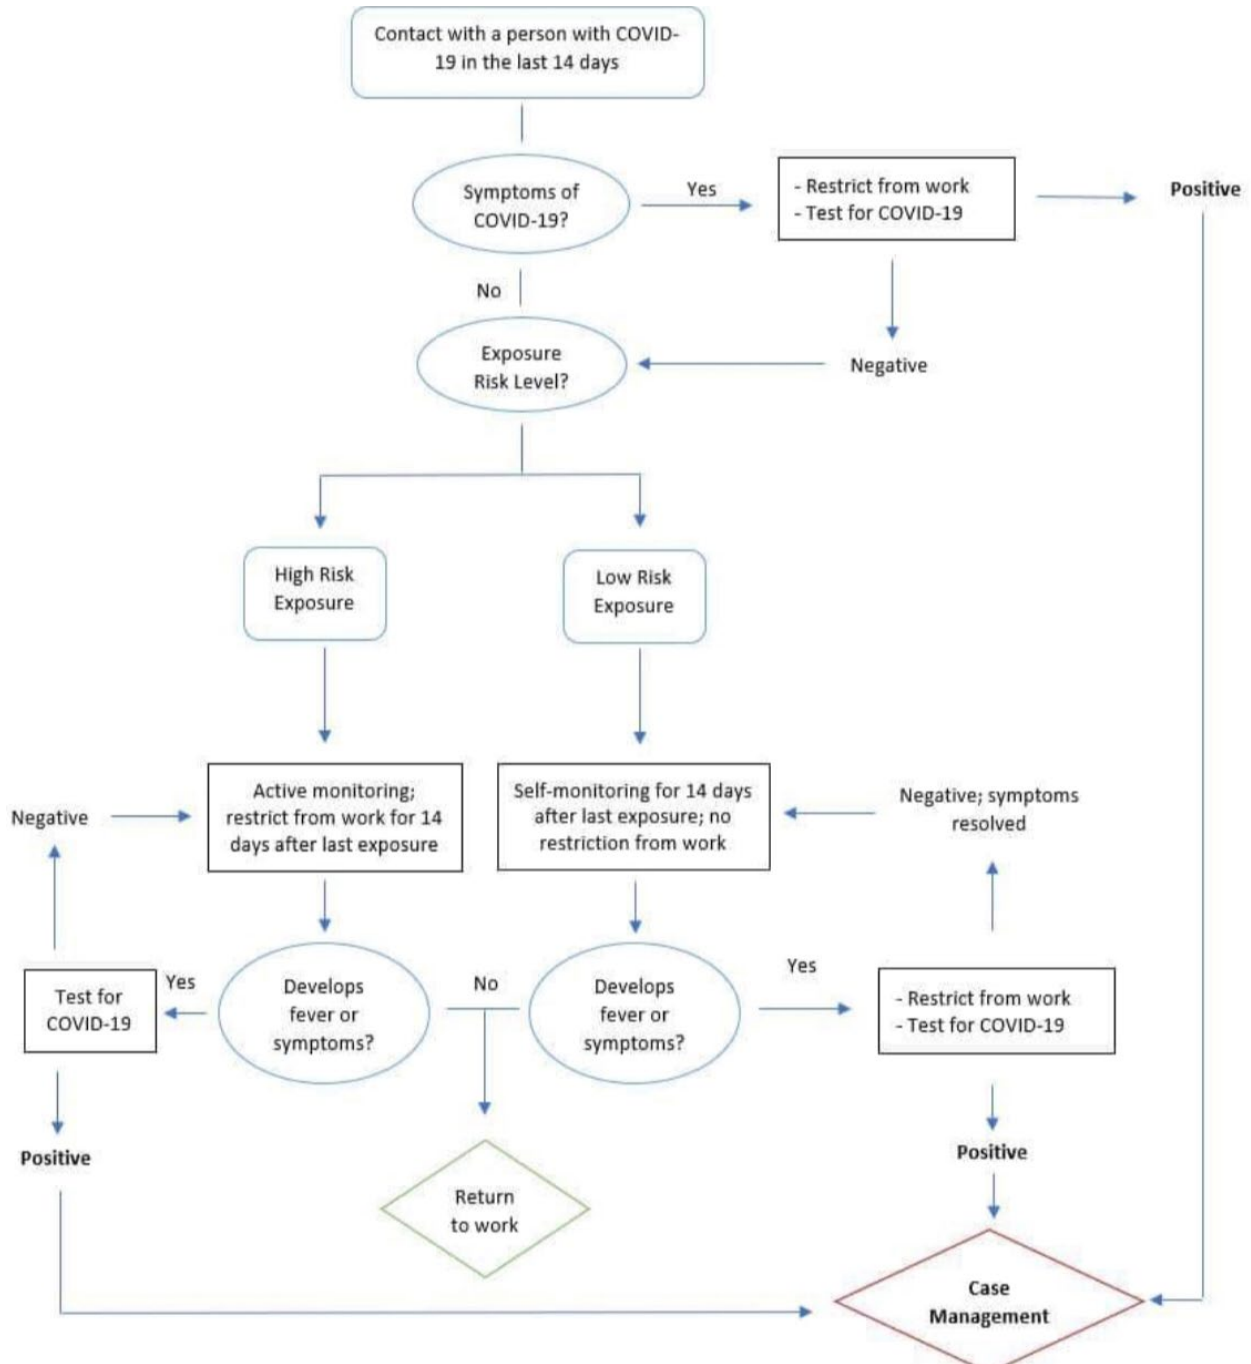 Contact with a person with COVID-
19 in the last 14 days
Symptoms of
COVID-19?
Yes
- Restrict from work
- Test for COVID-19
Positive
No
Exposure
Risk Level?
Negative
High Risk
Exposure
Low Risk
Exposure
Negative
Active monitoring;
restrict from work for 14
days after last exposure
Self-monitoring for 14 days
after last exposure; no
restriction from work
Negative; symptoms
resolved
Test for
COVID-19
Yes
Develops
fever or
symptoms?
No
Develops
fever or
symptoms?
Yes
- Restrict from work
- Test for COVID-19
Positive
Positive
Return
to work
Case
Management